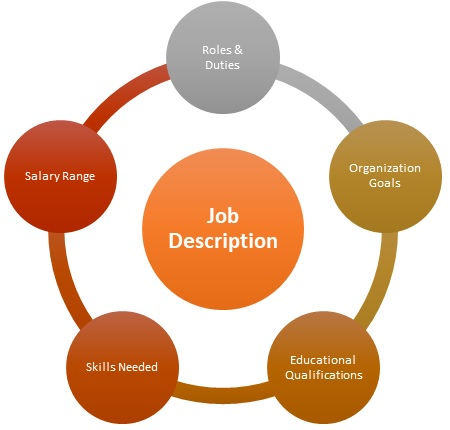 Roles &
Duties
Organization
Goals
Educational
Qualifications
Skills Needed
Salary Range
Job
Description